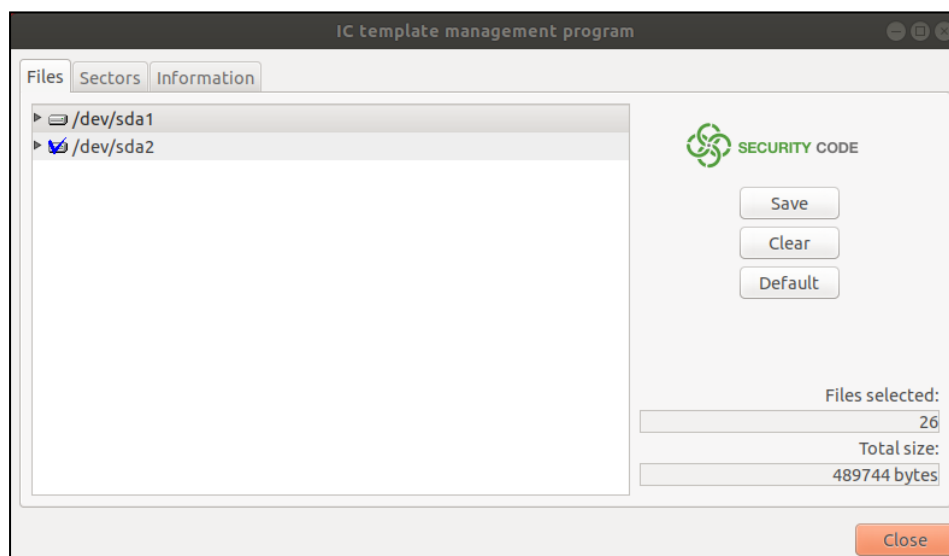 IC template management program
Files Sectors Information
/dev/sda1
/dev/sda2
SECURITY CODE
Save
Clear
Default
Files selected:
26
Total size:
489744 bytes
Close